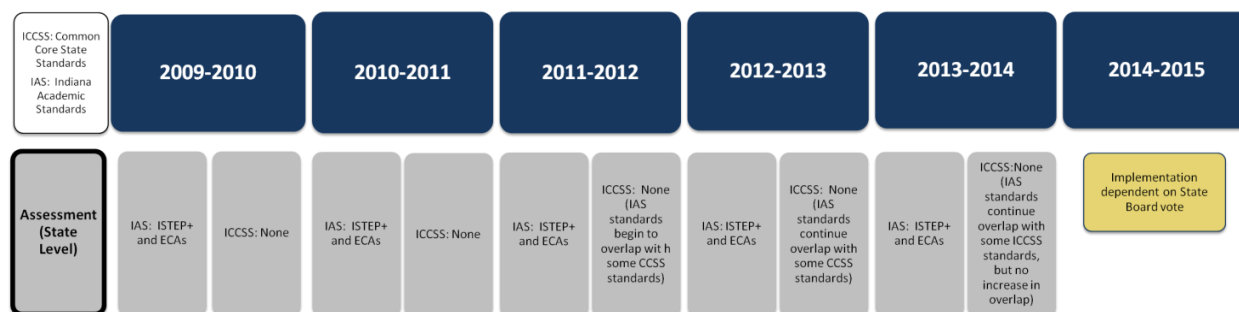 ICCSS: Common
Core State
Standards
IAS: Indiana
Academic
Standards
2009-2010
2010-2011
2011-2012
2012-2013
2013-2014
2014-2015
Assessment
(State
Level)
IAS: ISTEP+
and ECAs
ICCSS: None
IAS: ISTEP+
and ECAs
ICCSS: None
IAS: ISTEP+
and ECAs
ICCSS: None
(IAS
standards
begin to
overlap wit h
some CCSS
standards)
IAS: ISTEP+
and ECAs
ICCSS: None
(IAS
standards
continue
overlap with
some CCSS
standards)
IAS: ISTEP+
and ECAs
ICCSS:None
(IAS
standards
continue
overlap with
some ICCSS
standards,
but no
increase in
overlap)
Implementation
dependent on State
Board vote